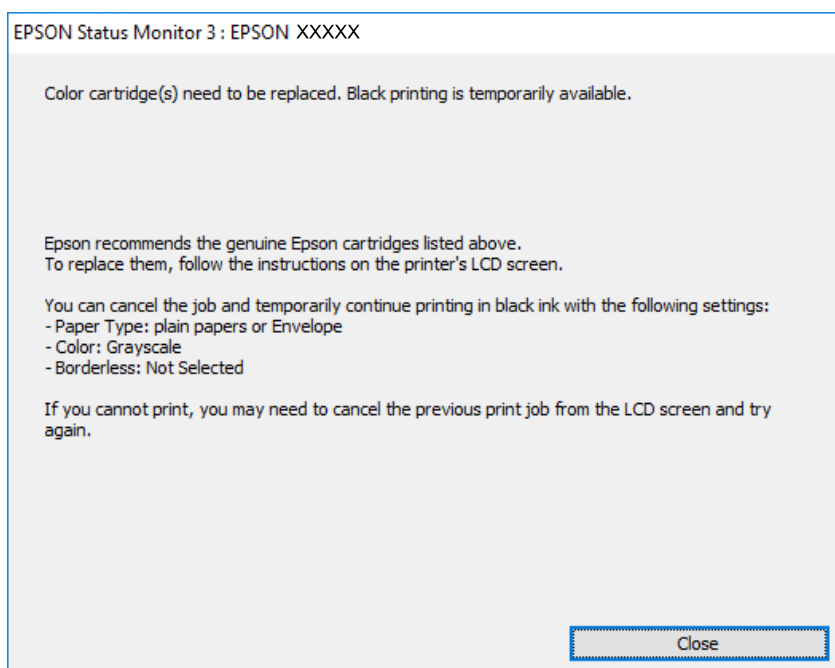 EPSON Status Monitor 3 : EPSON XXXXX
Color cartridge(s) need to be replaced. Black printing is temporarily available.
Epson recommends the genuine Epson cartridges listed above.
To replace them, follow the instructions on the printer's LCD screen.
You can cancel the job and temporarily continue printing in black ink with the following settings:
- Paper Type: plain papers or Envelope
- Color: Grayscale
- Borderless: Not Selected
If you cannot print, you may need to cancel the previous print job from the LCD screen and try
again.
Close